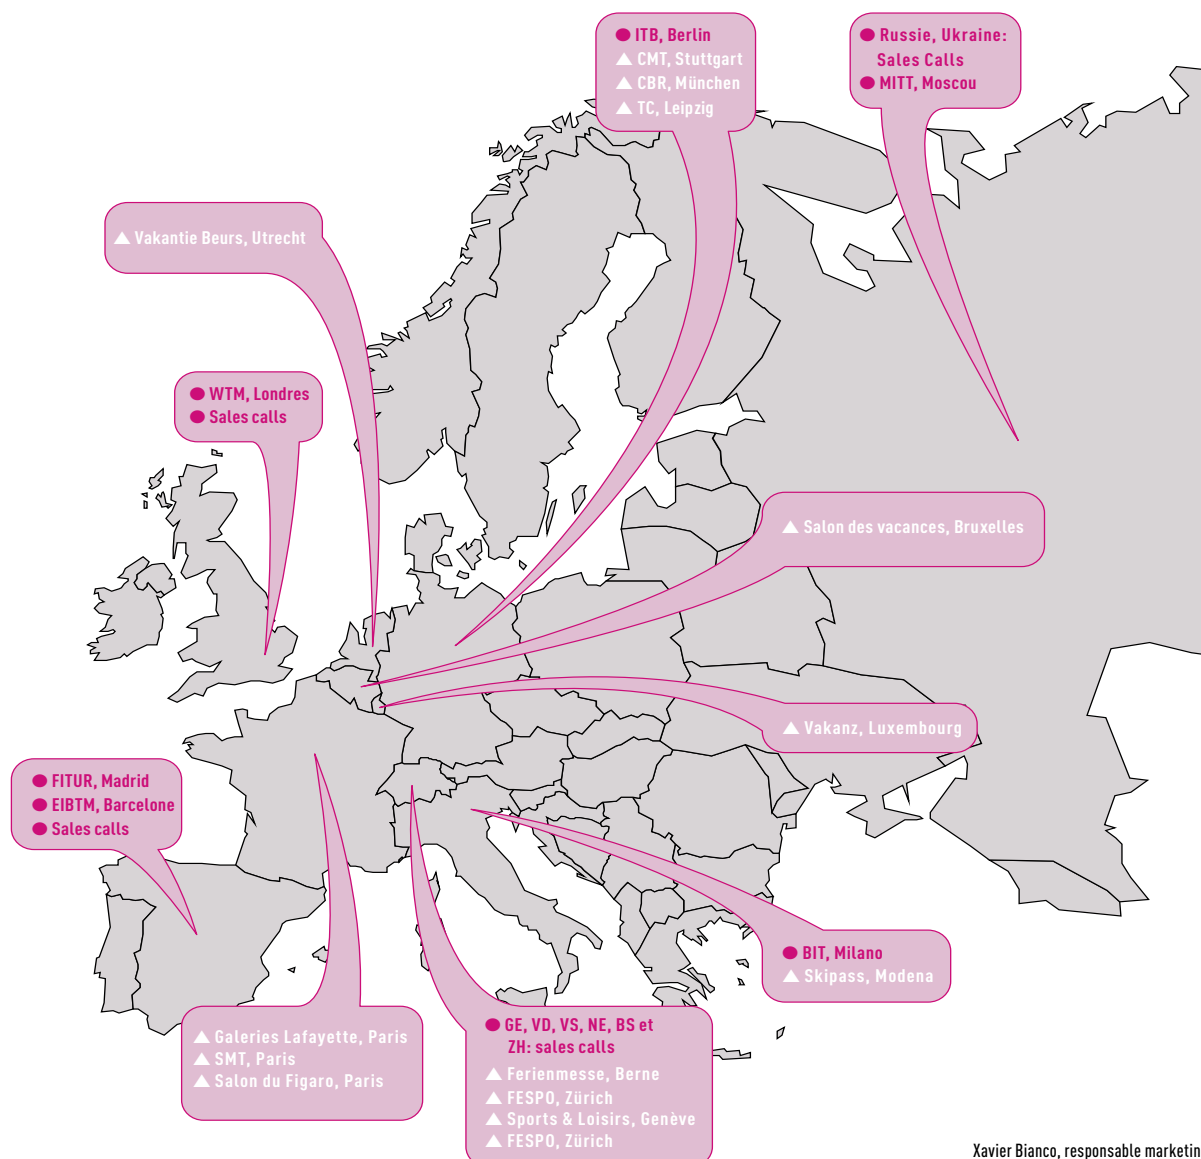 ITB, Berlin
CMT, Stuttgart
CBR, München
TC, Leipzig
Russie, Ukraine:
Sales Calls
MITT, Moscou
Vakantie Beurs, Utrecht
WTM, Londres
Sales calls
Salon des vacances, Bruxelles
Vakanz, Luxembourg
FITUR, Madrid
EIBTM, Barcelone
Sales calls
BIT, Milano
Skipass, Modena
Galeries Lafayette, Paris
SMT, Paris
Salon du Figaro, Paris
GE, VD, VS, NE, BS et
ZH: sales calls
Ferienmesse, Berne
FESPO, Zürich
Sports & Loisirs, Genève
FESPO, Zürich
Xavier Bianco, responsable marketin